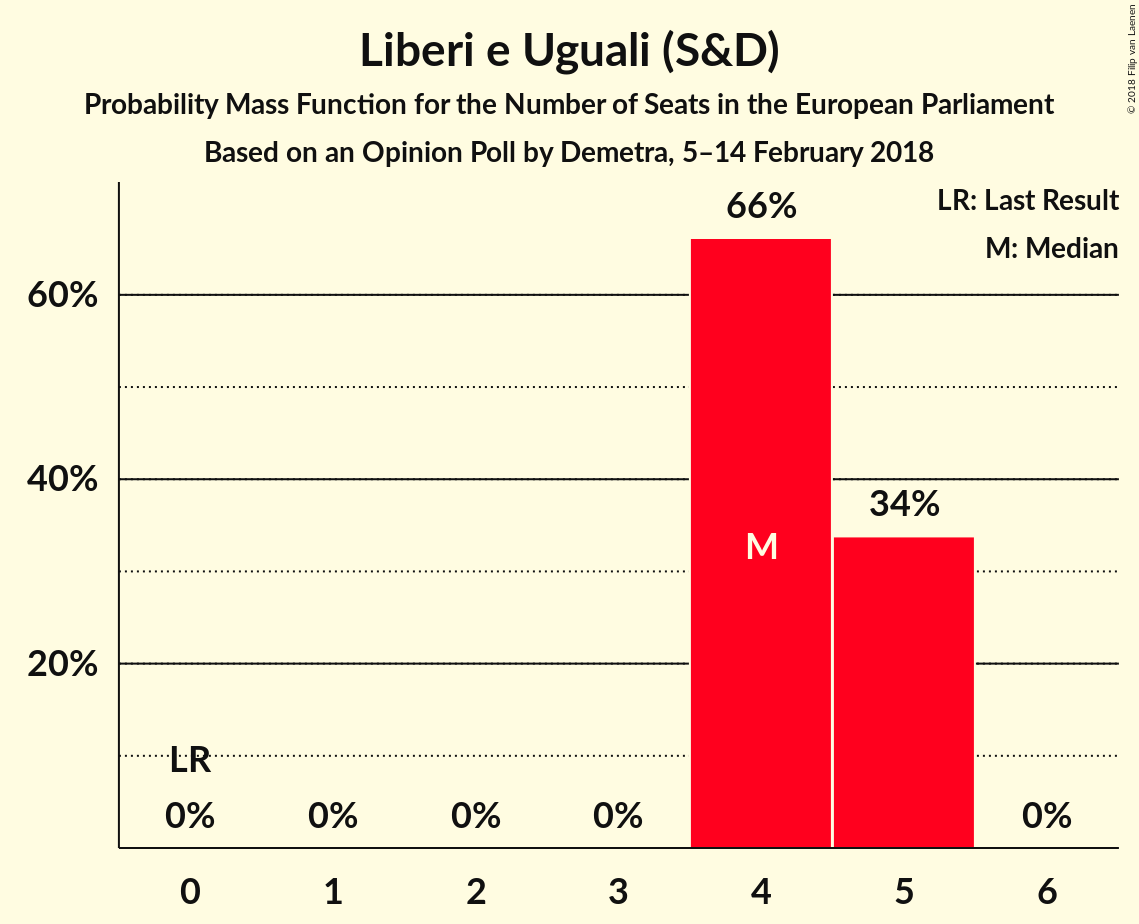 Liberi e Uguali (S&D)
Probability Mass Function for the Number of Seats in the European Parliament
Based on an Opinion Poll by Demetra, 5–14 February 2018
© 2018 Filip van Laenen
LR: Last Result
M: Median
66%
60%
40%
34%
M
20%
LR
0% 0% 0% 0% 0%
0 1 2 3 4 5 6